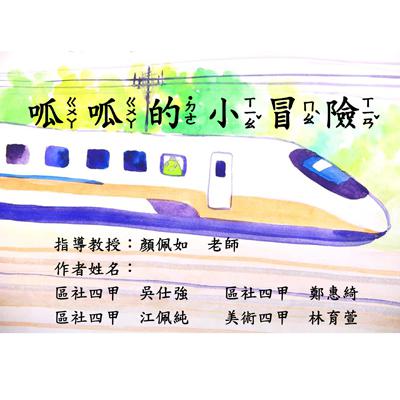 呱ㄍㄨㄚ呱ㄍㄨㄚ的˙ㄉㄜ小ㄒㄧㄠˇ冒ㄇㄠˋ險ㄒㄧㄢˇ
指導教授：顏佩如　老師
作者姓名：
區社四甲　吳仕強　區社四甲　鄭惠綺
區社四甲　江佩純　美術四甲　林育萱